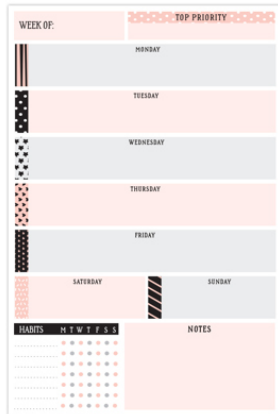 WEEK OF:
TOP PRIORITY
MONDAY
TUESDAY
WEDNESDAY
THURSDAY
FRIDAY
SATURDAY
SUNDAY
HABITS M T W T F S S
NOTES